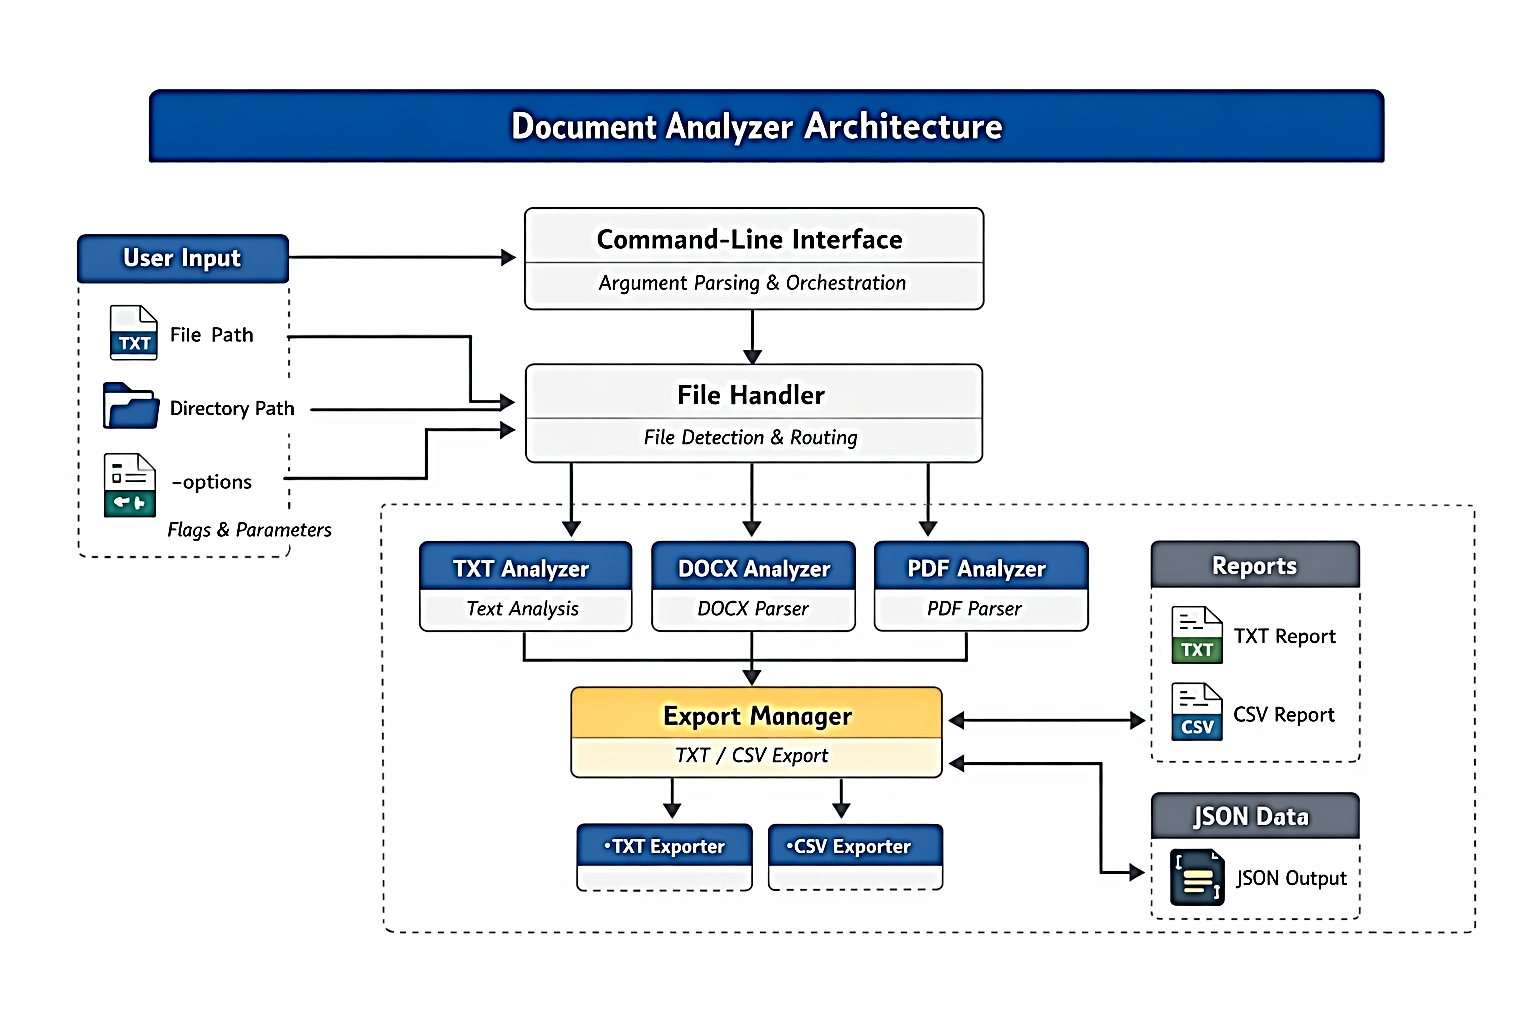 Document Analyzer Architecture
User Input
TXT
File Path
Directory Path
-options
Flags & Parameters
Command-Line Interface
Argument Parsing & Orchestration
File Handler
File Detection & Routing
TXT Analyzer
Text Analysis
DOCX Analyzer
DOCX Parser
PDF Analyzer
PDF Parser
Export Manager
TXT / CSV Export
•TXT Exporter
•CSV Exporter
Reports
TXT
TXT Report
CSV
CSV Report
JSON Data
JSON Output